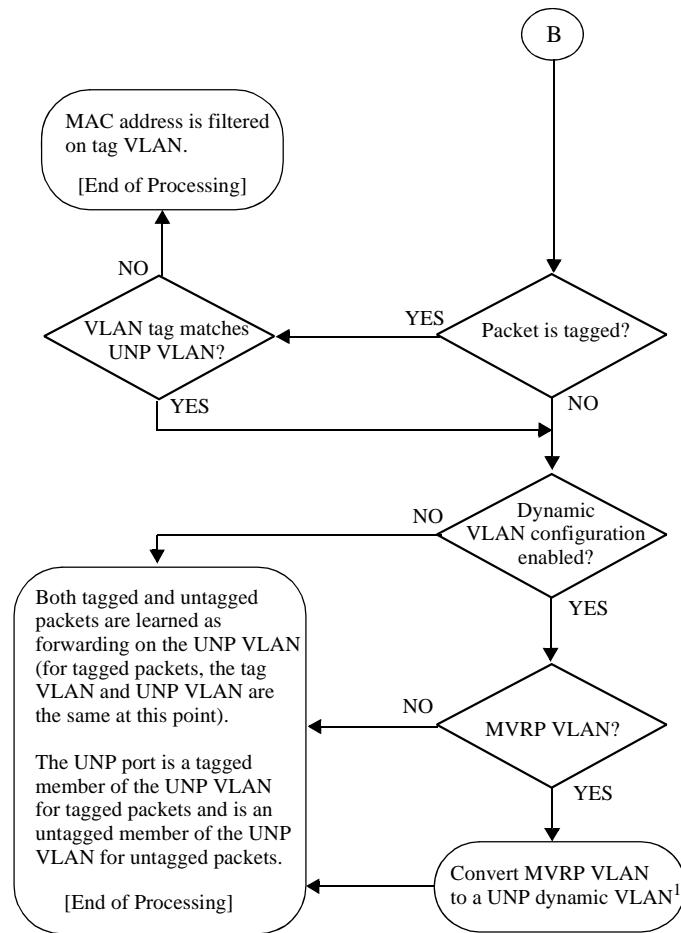 B
MAC address is filtered
on tag VLAN.
[End of Processing]
NO
YES
VLAN tag matches
UNP VLAN?
Packet is tagged?
YES
NO
Dynamic
VLAN configuration
enabled?
NO
YES
Both tagged and untagged
packets are learned as
forwarding on the UNP VLAN
(for tagged packets, the tag
VLAN and UNP VLAN are
the same at this point).
The UNP port is a tagged
member of the UNP VLAN
for tagged packets and is an
untagged member of the UNP
VLAN for untagged packets.
[End of Processing]
NO
MVRP VLAN?
YES
Convert MVRP VLAN
to a UNP dynamic VLAN1